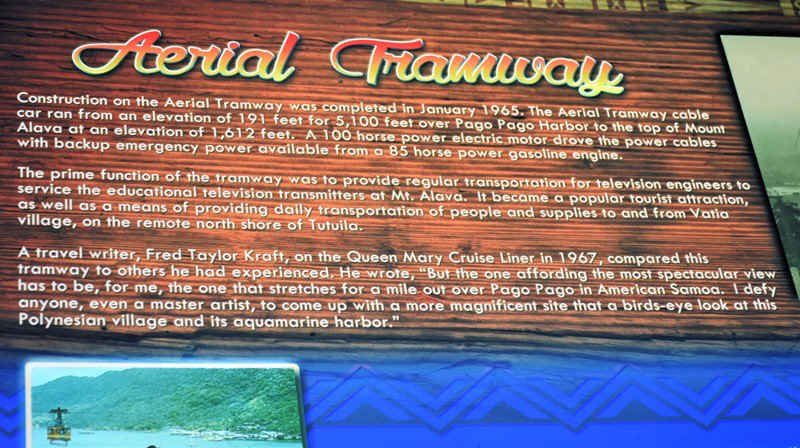 Aerial Tramway
Construction on the Aerial Tramway was completed in January 1965. The Aerial Tramway cable
car ran from an elevation of 191 feet for 5,100 feet over Pago Pago Harbor to the top of Mount
Alava at an elevation of 1,612 feet. A 100 horse power electric motor drove the power cables
with backup emergency power available from a 85 horse power gasoline engine.
The prime function of the tramway was to provide regular transportation for television engineers to
service the educational television transmitters at Mt. Alava. It became a popular tourist attraction,
as well as a means of providing daily transportation of people and supplies to and from Vatia
village, on the remote north shore of Tutuila.
A travel writer, Fred Taylor Kraft, on the Queen Mary Cruise Liner in 1967, compared this
tramway to others he had experienced. He wrote, "But the one affording the most spectacular view
has to be, for me, the one that stretches for a mile out over Pago Pago in American Samoa. I defy
anyone, even a master artist, to come up with a more magnificent site that a birds-eye look at this
Polynesian village and its aquamarine harbor."